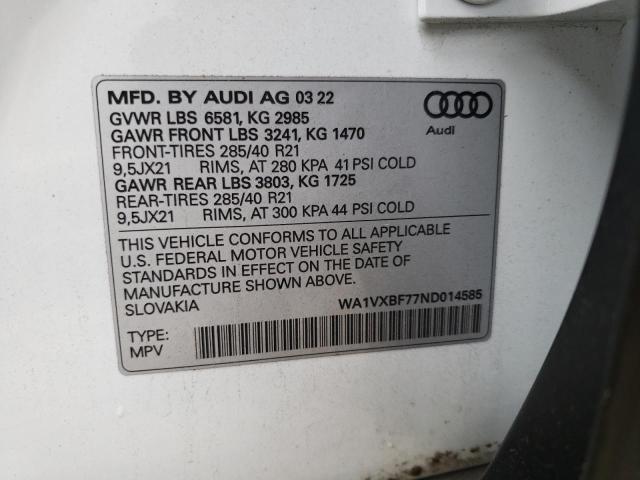 MFD. BY AUDI AG 03 22
GVWR LBS 6581, KG 2985
GAWR FRONT LBS 3241, KG 1470
FRONT-TIRES 285/40 R21
9,5JX21 RIMS, AT 280 KPA 41 PSI COLD
GAWR REAR LBS 3803, KG 1725
REAR-TIRES 285/40 R21
9,5JX21 RIMS, AT 300 KPA 44 PSI COLD
Audi
THIS VEHICLE CONFORMS TO ALL APPLICABLE
U.S. FEDERAL MOTOR VEHICLE SAFETY
STANDARDS IN EFFECT ON THE DATE OF
MANUFACTURE SHOWN ABOVE.
SLOVAKIA WA1VXBF77ND014585
TYPE:
MPV